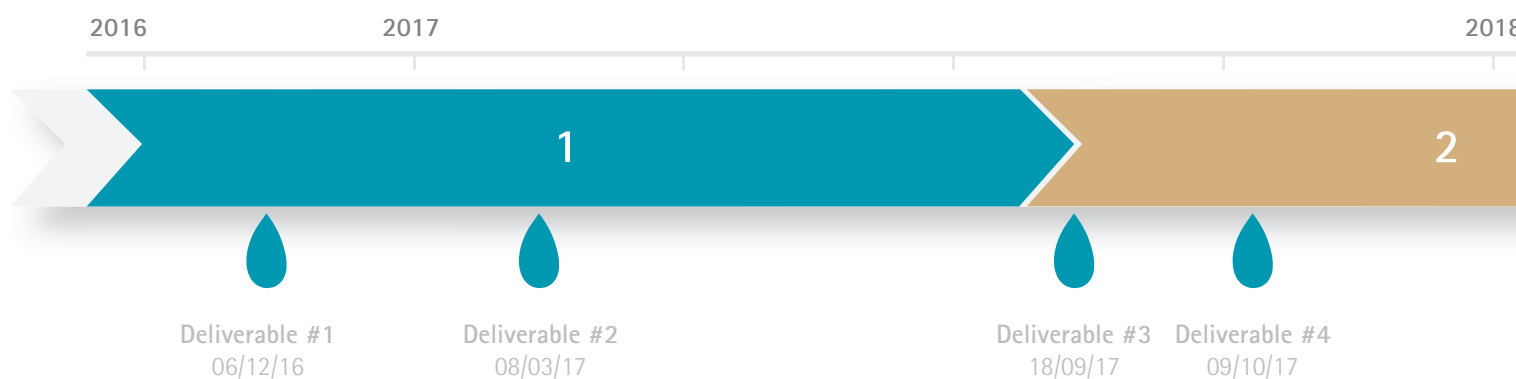 2016
2017
2018
1
2
Deliverable #1
06/12/16
Deliverable #2
08/03/17
Deliverable #3
18/09/17
Deliverable #4
09/10/17